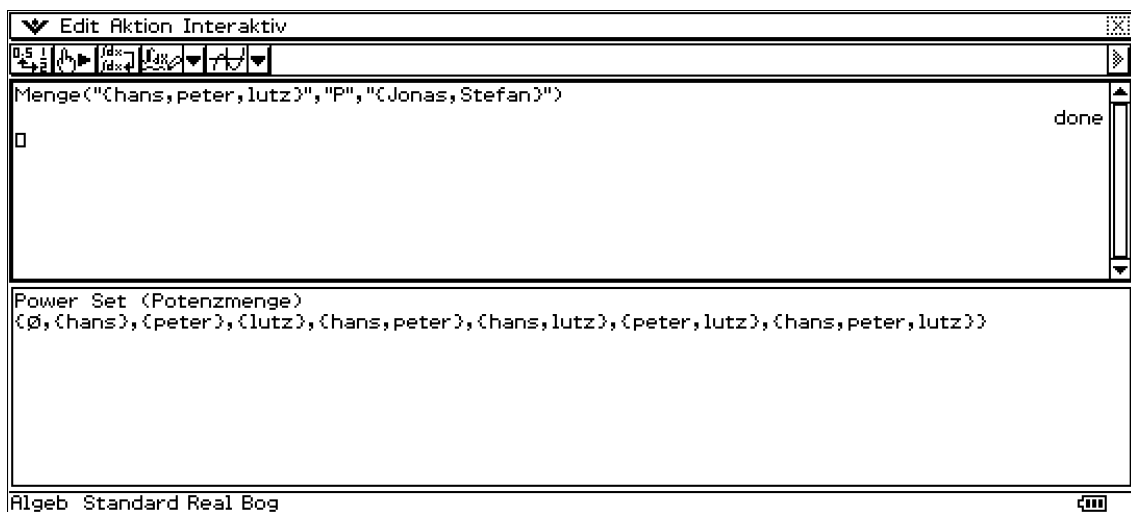 Edit Aktion Interaktiv
Menge("{hans,peter,lutz}","P","{Jonas,Stefan}")
done
Power Set (Potenzmenge)
{Ø,{hans},{peter},{lutz},{hans,peter},{hans,lutz},{peter,lutz},{hans,peter,lutz}}
Algeb Standard Real Bog